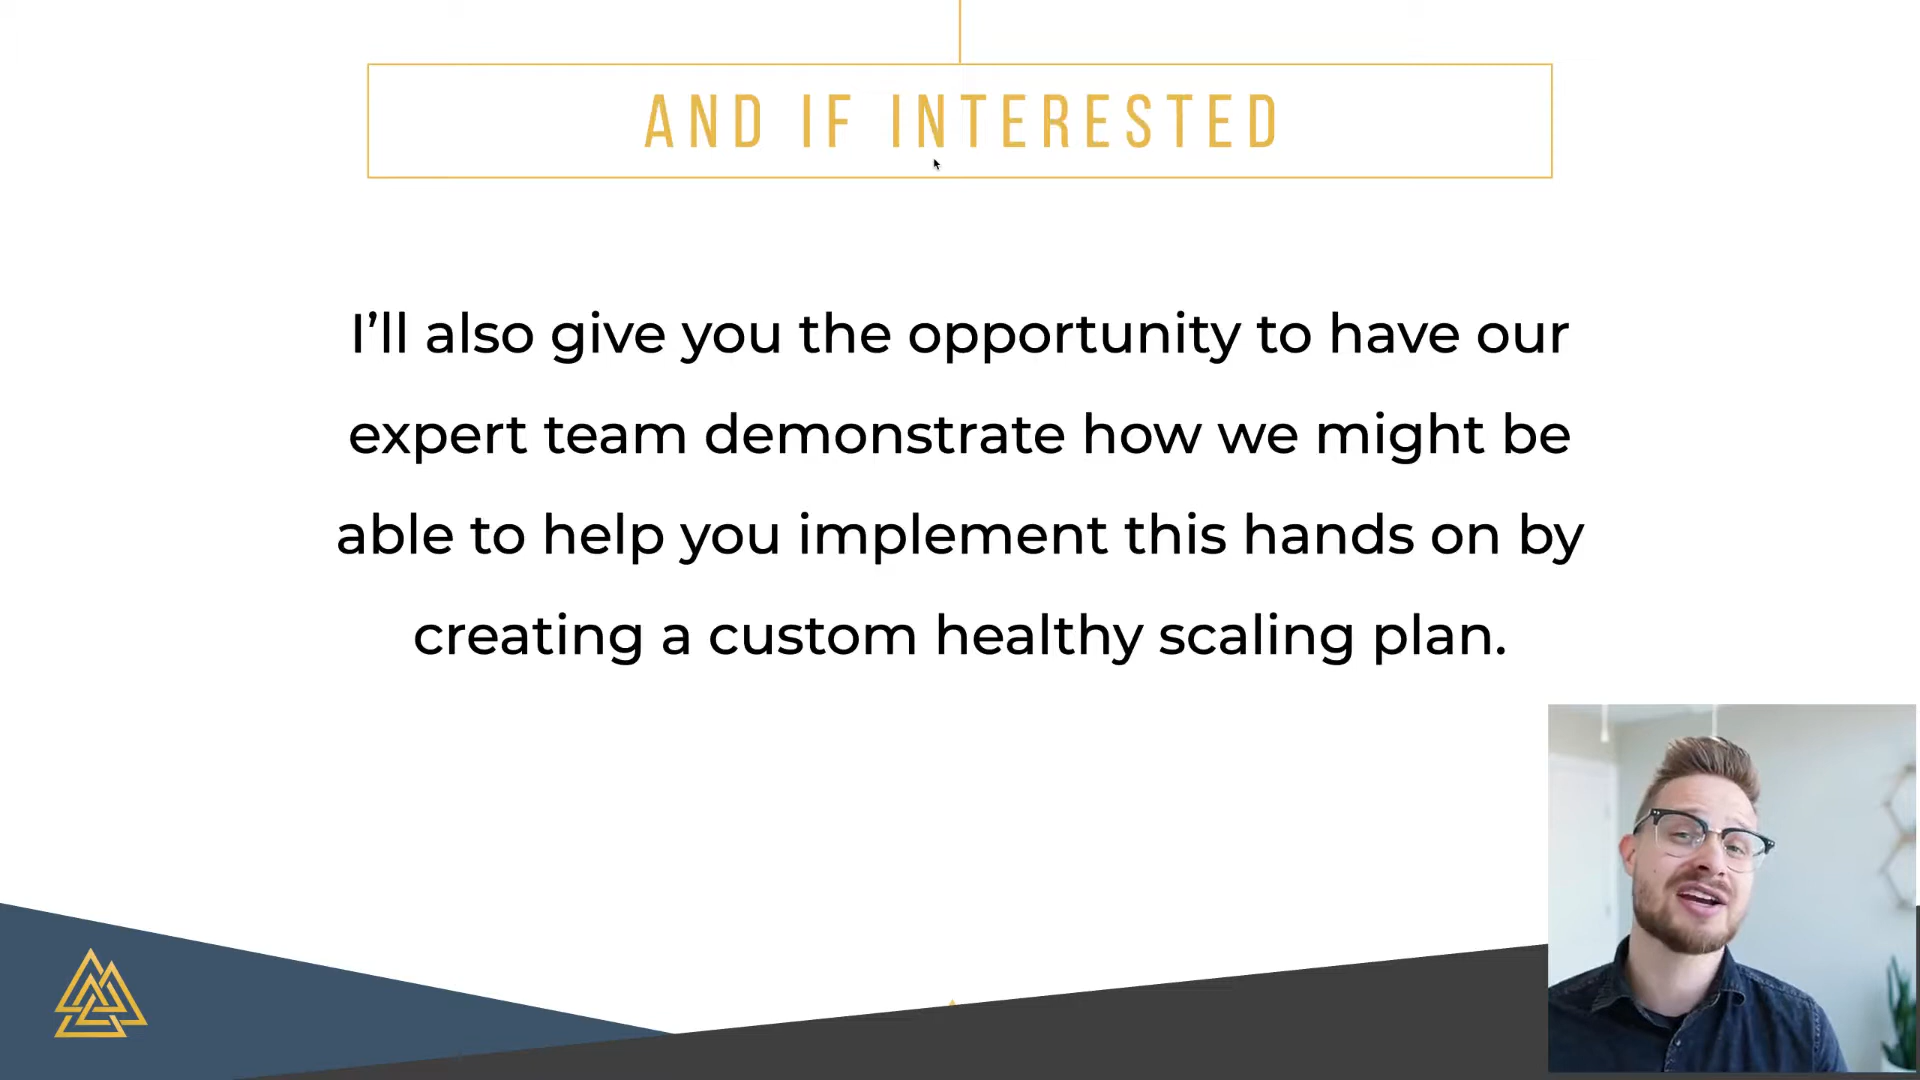 AND IF INTERESTED
I’ll also give you the opportunity to have our
expert team demonstrate how we might be
able to help you implement this hands on by
creating a custom healthy scaling plan.